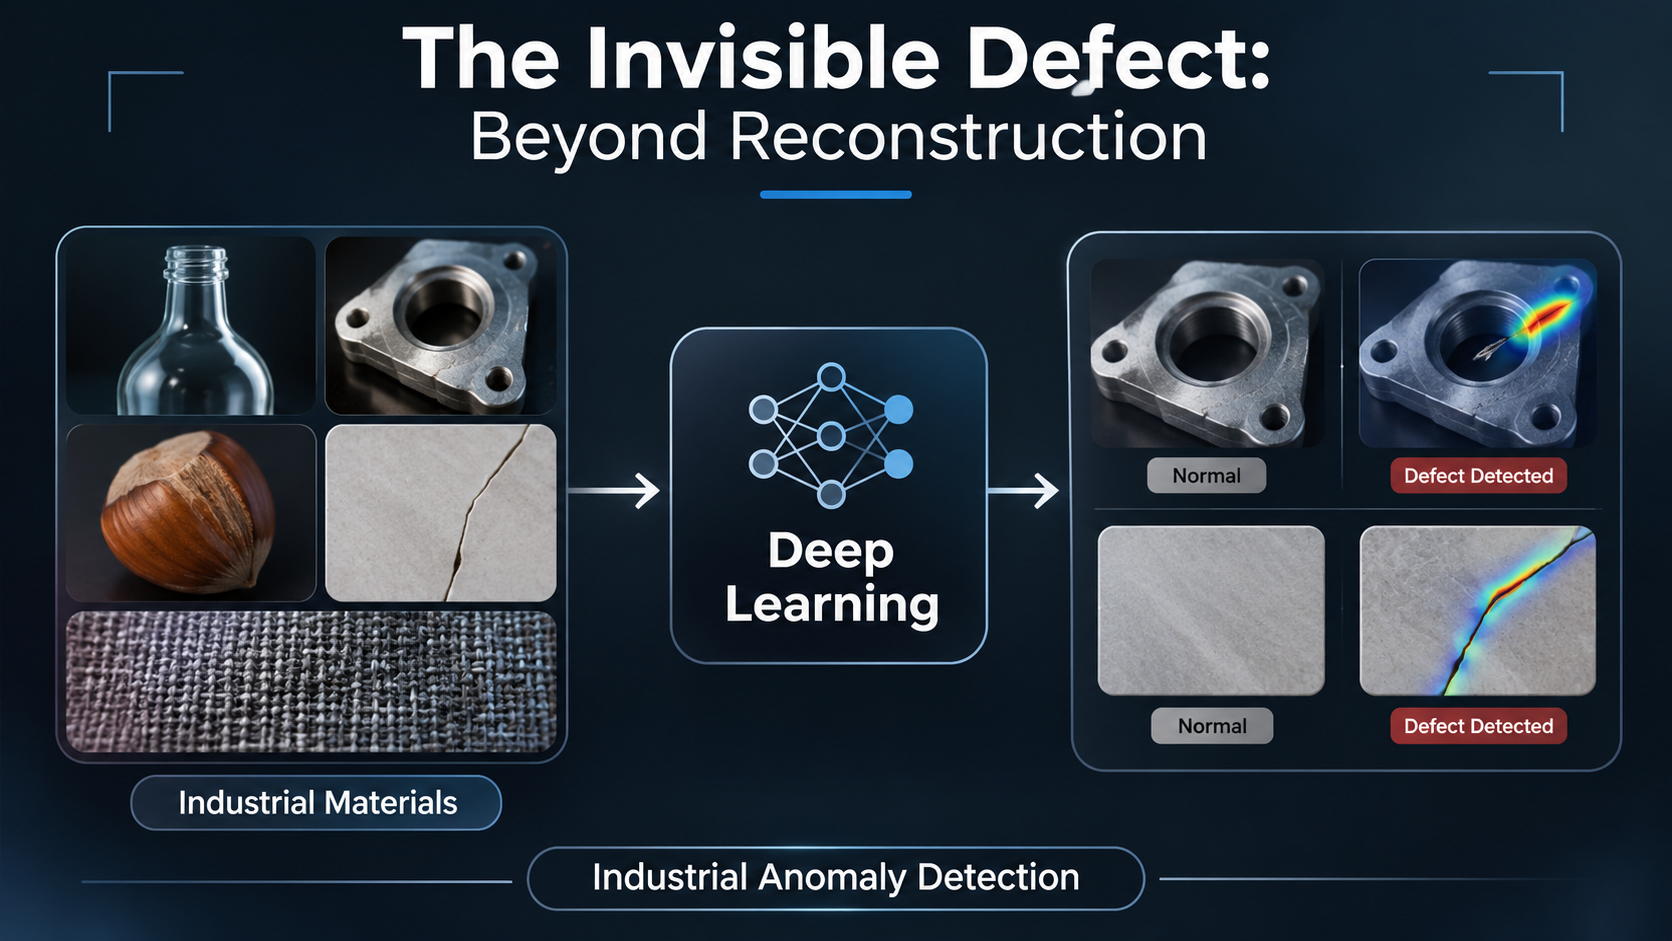 The Invisible Defect:
Beyond Reconstruction
Deep
Learning
Normal
Defect Detected
Normal
Defect Detected
Industrial Materials
Industrial Anomaly Detection